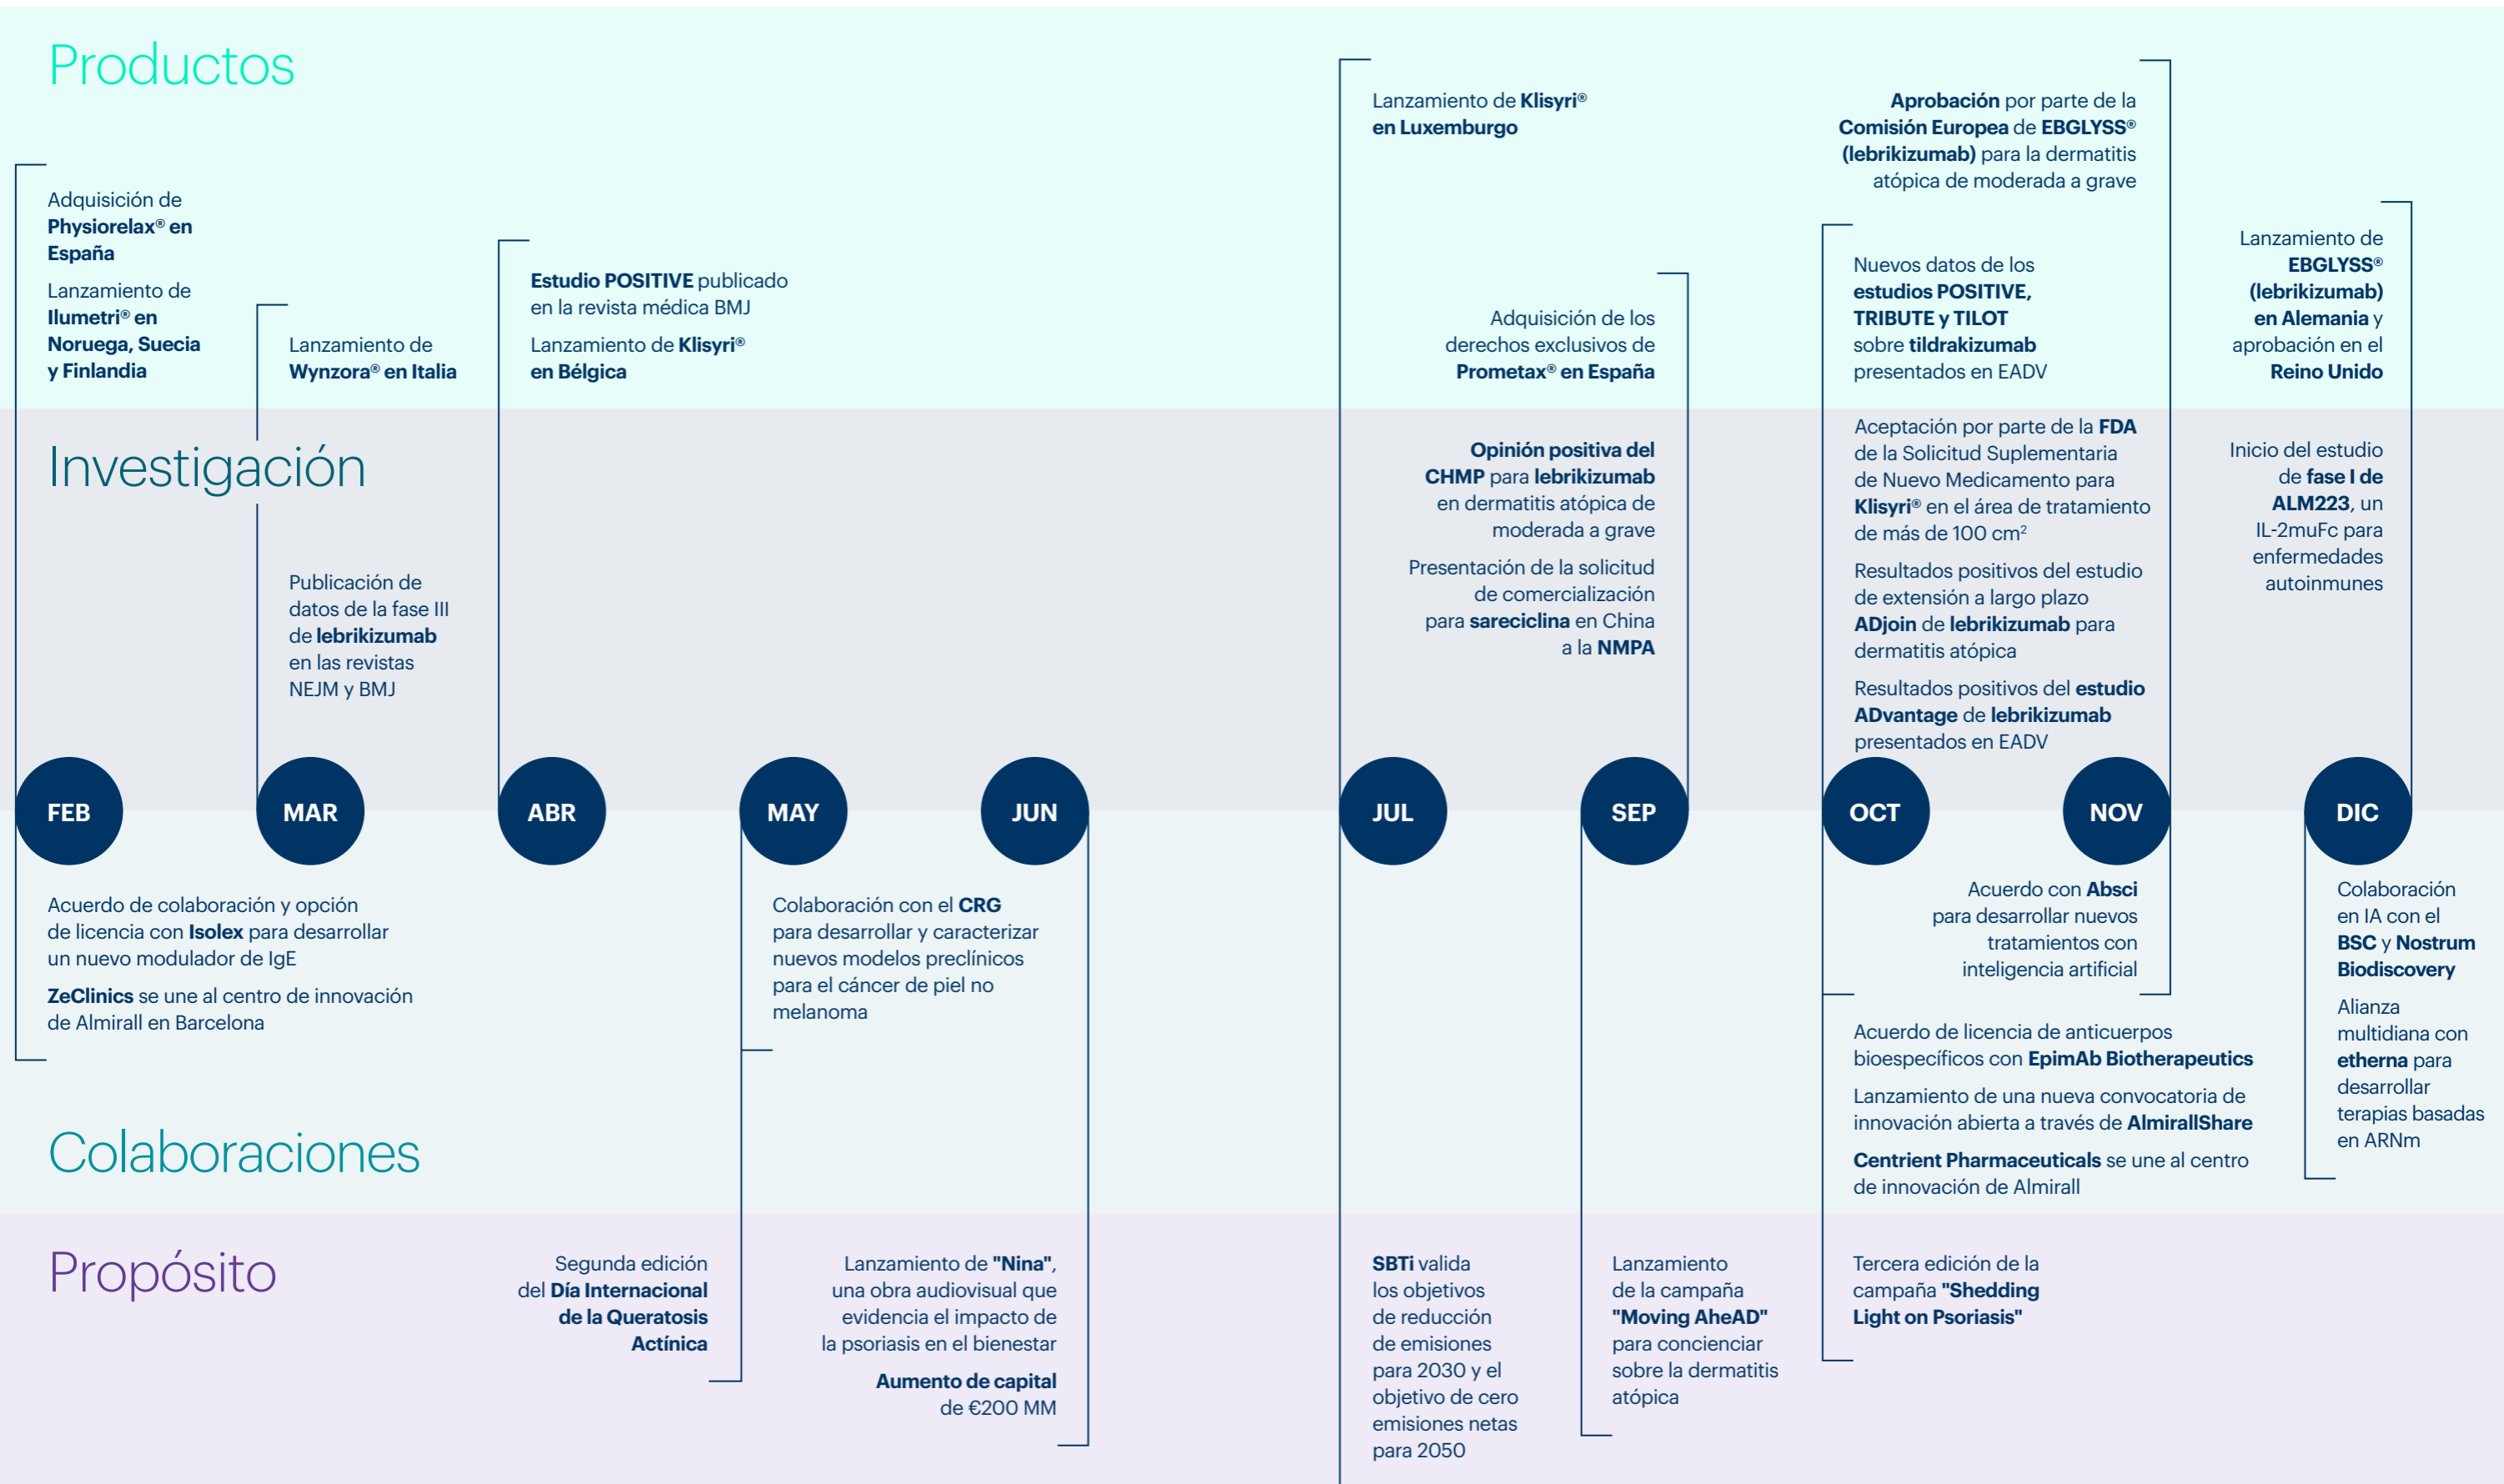 Productos
Adquisición de
Physiorelax® en
España
Lanzamiento de
Ilumetri® en
Noruega, Suecia
y Finlandia
Lanzamiento de
Wynzora® en Italia
Estudio POSITIVE publicado
en la revista médica BMJ
Lanzamiento de Klisyri®
en Bélgica
Lanzamiento de Klisyri®
en Luxemburgo
Adquisición de los
derechos exclusivos de
Prometax® en España
Aprobación por parte de la
Comisión Europea de EBGLYSS®
(lebrikizumab) para la dermatitis
atópica de moderada a grave
Nuevos datos de los
estudios POSITIVE,
TRIBUTE y TILOT
sobre tildrakizumab
presentados en EADV
Lanzamiento de
EBGLYSS®
(lebrikizumab)
en Alemania y
aprobación en el
Reino Unido
Investigación
Publicación de
datos de la fase III
de lebrikizumab
en las revistas
NEJM y BMJ
Opinión positiva del
CHMP para lebrikizumab
en dermatitis atópica de
moderada a grave
Presentación de la solicitud
de comercialización
para sareciclina en China
a la NMPA
Aceptación por parte de la FDA
de la Solicitud Suplementaria
de Nuevo Medicamento para
Klisyri® en el área de tratamiento
de más de 100 cm²
Resultados positivos del estudio
de extensión a largo plazo
ADjoin de lebrikizumab para
dermatitis atópica
Resultados positivos del estudio
ADvantage de lebrikizumab
presentados en EADV
Inicio del estudio
de fase I de
ALM223, un
IL-2muFc para
enfermedades
autoinmunes
FEB
MAR
ABR
MAY
JUN
JUL
SEP
OCT
NOV
DIC
Acuerdo de colaboración y opción
de licencia con Isolex para desarrollar
un nuevo modulador de IgE
ZeClinics se une al centro de innovación
de Almirall en Barcelona
Colaboración con el CRG
para desarrollar y caracterizar
nuevos modelos preclínicos
para el cáncer de piel no
melanoma
Acuerdo con Absci
para desarrollar nuevos
tratamientos con
inteligencia artificial
Acuerdo de licencia de anticuerpos
bioespecíficos con EpimAb Biotherapeutics
Lanzamiento de una nueva convocatoria de
innovación abierta a través de AlmirallShare
Centrient Pharmaceuticals se une al centro
de innovación de Almirall
Colaboración
en IA con el
BSC y Nostrum
Biodiscovery
Alianza
multidiana con
etherna para
desarrollar
terapias basadas
en ARNm
Colaboraciones
Propósito
Segunda edición
del Día Internacional
de la Queratosis
Actínica
Lanzamiento de "Nina",
una obra audiovisual que
evidencia el impacto de
la psoriasis en el bienestar
Aumento de capital
de €200 MM
SBTi valida
los objetivos
de reducción
de emisiones
para 2030 y el
objetivo de cero
emisiones netas
para 2050
Lanzamiento
de la campaña
"Moving AheAD"
para concienciar
sobre la dermatitis
atópica
Tercera edición de la
campaña "Shedding
Light on Psoriasis"